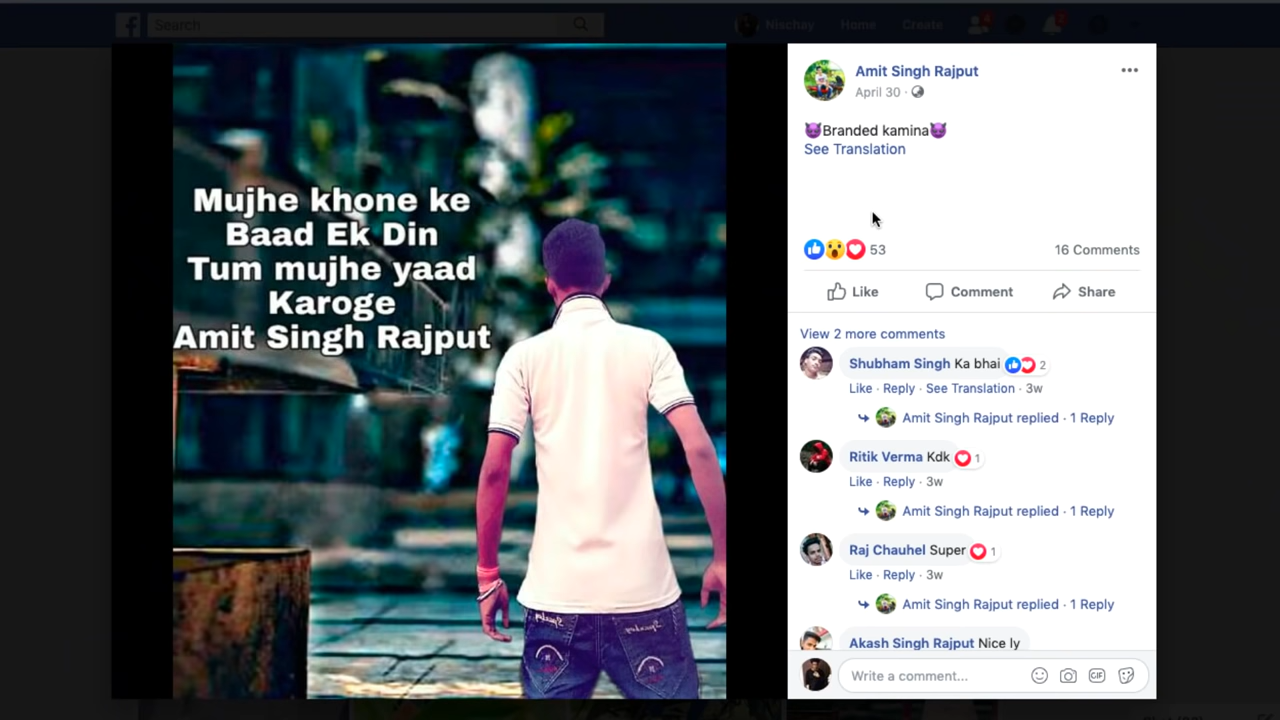 Search
Nischay
Home
Create
Mujhe khone ke
Baad Ek Din
Tum mujhe yaad
Karoge
Amit Singh Rajput
Amit Singh Rajput
April 30 ·
😈Branded kamina😈
See Translation
53
16 Comments
Like
Comment
Share
View 2 more comments
Shubham Singh Ka bhai 2
Like · Reply · See Translation · 3w
Amit Singh Rajput replied · 1 Reply
Ritik Verma Kdk 1
Like · Reply · 3w
Amit Singh Rajput replied · 1 Reply
Raj Chauhel Super 1
Like · Reply · 3w
Amit Singh Rajput replied · 1 Reply
Akash Singh Rajput Nice ly
Write a comment...
GIF